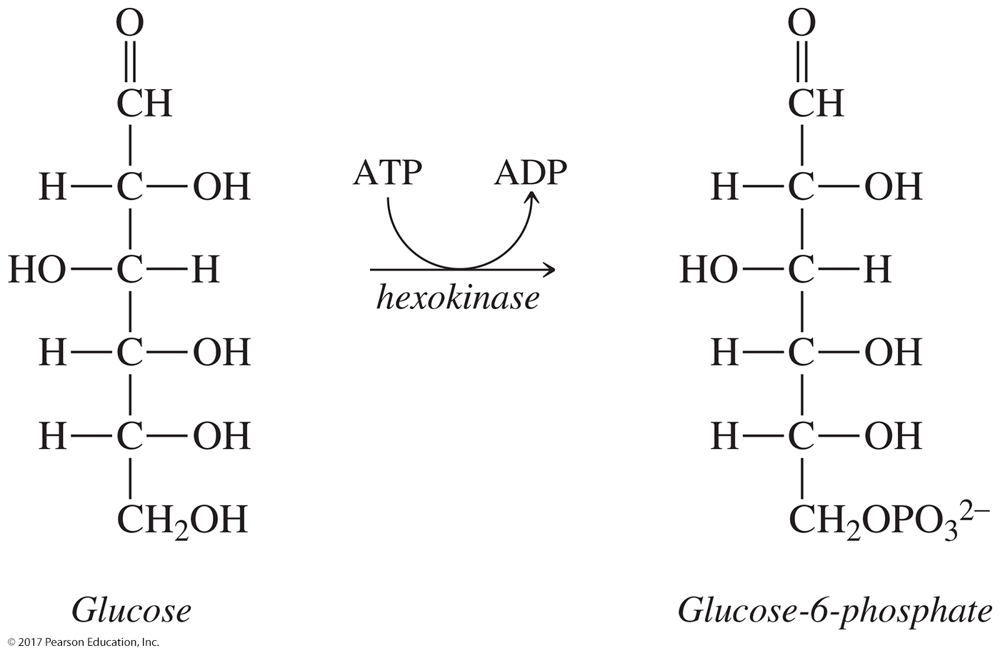 O
CH
H C OH
HO C H
H C OH
H C OH
CH₂OH
Glucose
ATP ADP
hexokinase
O
CH
H C OH
HO C H
H C OH
H C OH
CH₂OPO₃²⁻
Glucose-6-phosphate
© 2017 Pearson Education, Inc.